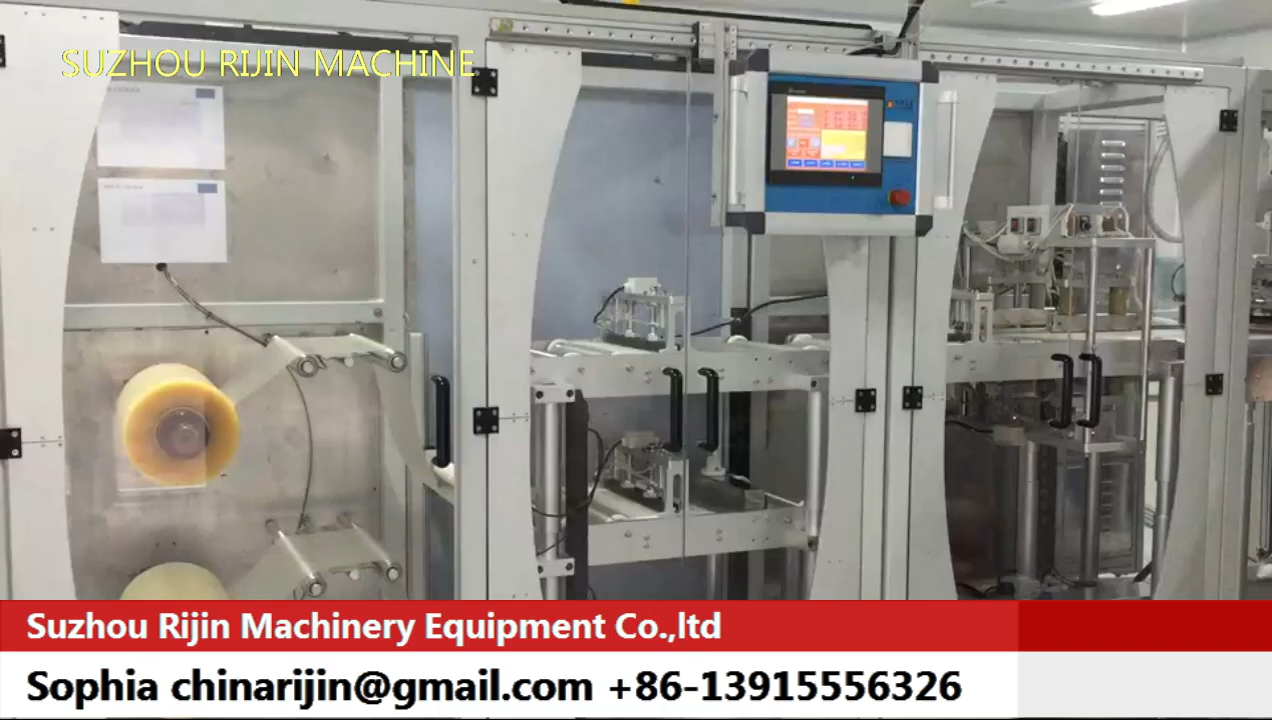 SUZHOU RIJIN MACHINE
Suzhou Rijin Machinery Equipment Co.,ltd
Sophia chinarijin@gmail.com +86-13915556326